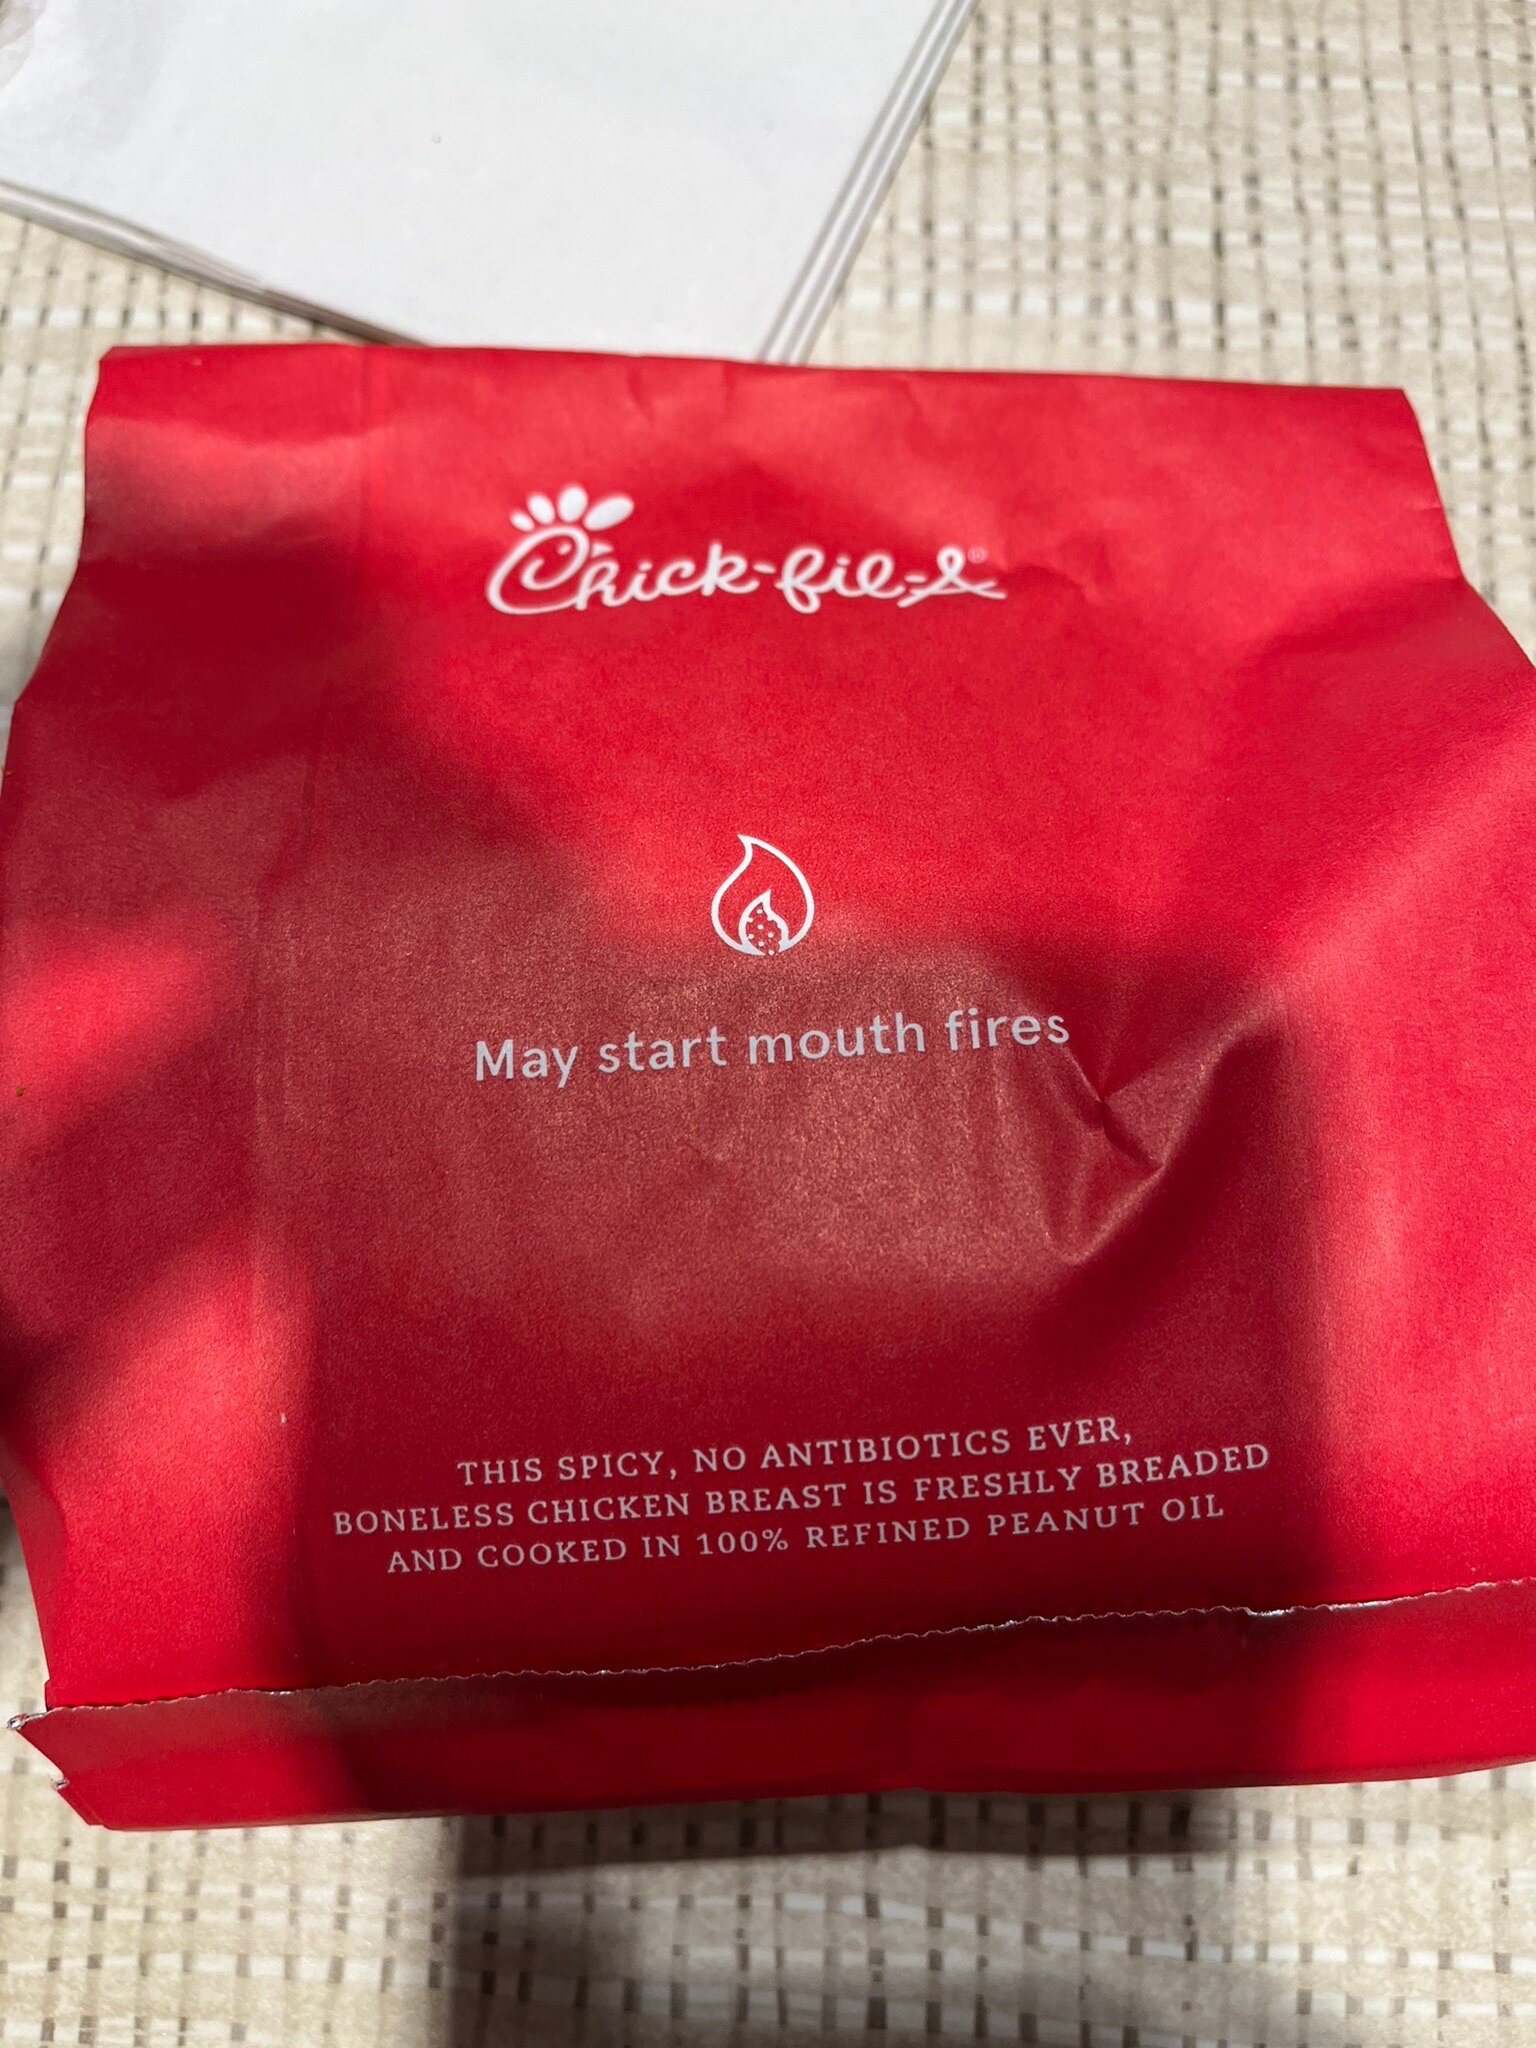 Chick-fil-A®
May start mouth fires
THIS SPICY, NO ANTIBIOTICS EVER,
BONELESS CHICKEN BREAST IS FRESHLY BREADED
AND COOKED IN 100% REFINED PEANUT OIL